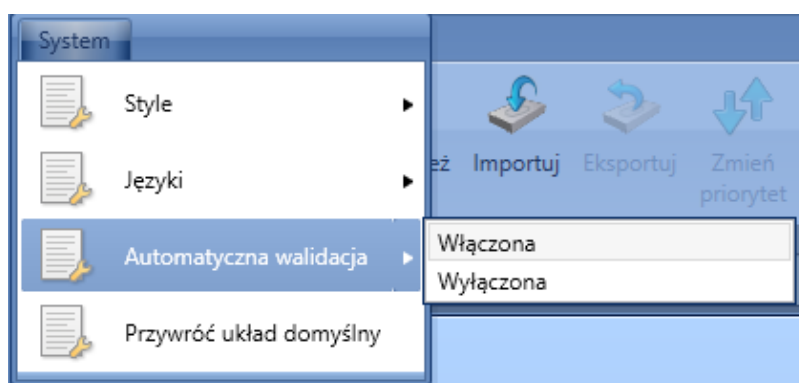 System
Style
Języki
Automatyczna walidacja
Przywróć układ domyślny
eż
Importuj
Eksportuj
Zmień
priorytet
Włączona
Wyłączona